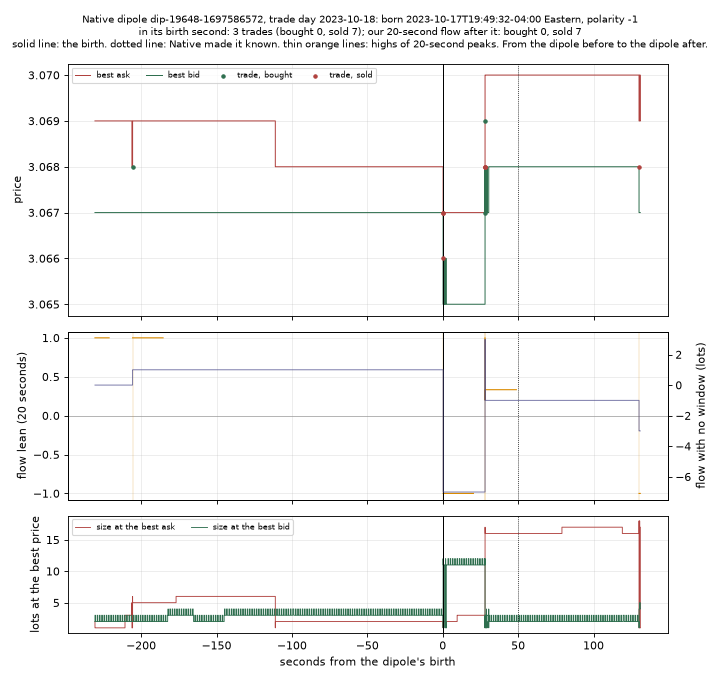 Native dipole dip-19648-1697586572, trade day 2023-10-18: born 2023-10-17T19:49:32-04:00 Eastern, polarity -1
in its birth second: 3 trades (bought 0, sold 7); our 20-second flow after it: bought 0, sold 7
solid line: the birth. dotted line: Native made it known. thin orange lines: highs of 20-second peaks. From the dipole before to the dipole after.
best ask
best bid
trade, bought
trade, sold
3.070
3.069
3.068
3.067
3.066
3.065
price
1.0
0.5
0.0
−0.5
−1.0
flow lean (20 seconds)
2
0
−2
−4
−6
flow with no window (lots)
size at the best ask
size at the best bid
15
10
5
lots at the best price
−200
−150
−100
−50
0
50
100
seconds from the dipole's birth